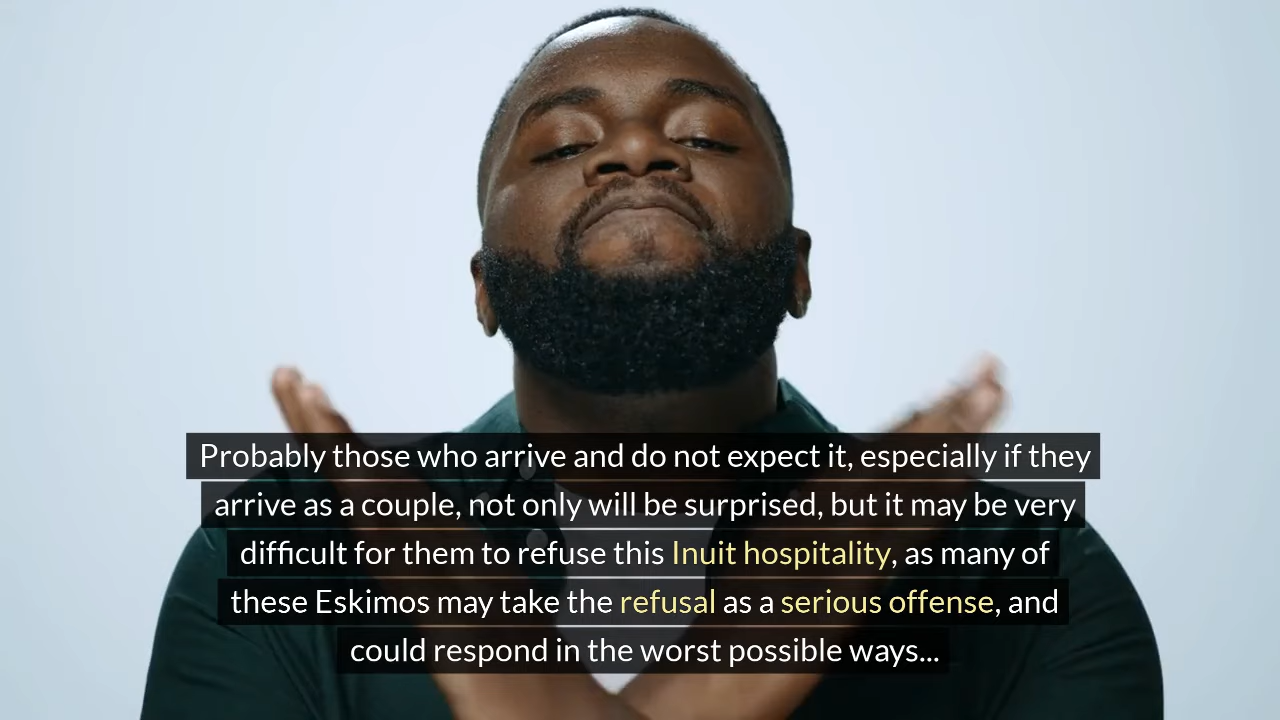 Probably those who arrive and do not expect it, especially if they
arrive as a couple, not only will be surprised, but it may be very
difficult for them to refuse this Inuit hospitality, as many of
these Eskimos may take the refusal as a serious offense, and
could respond in the worst possible ways...